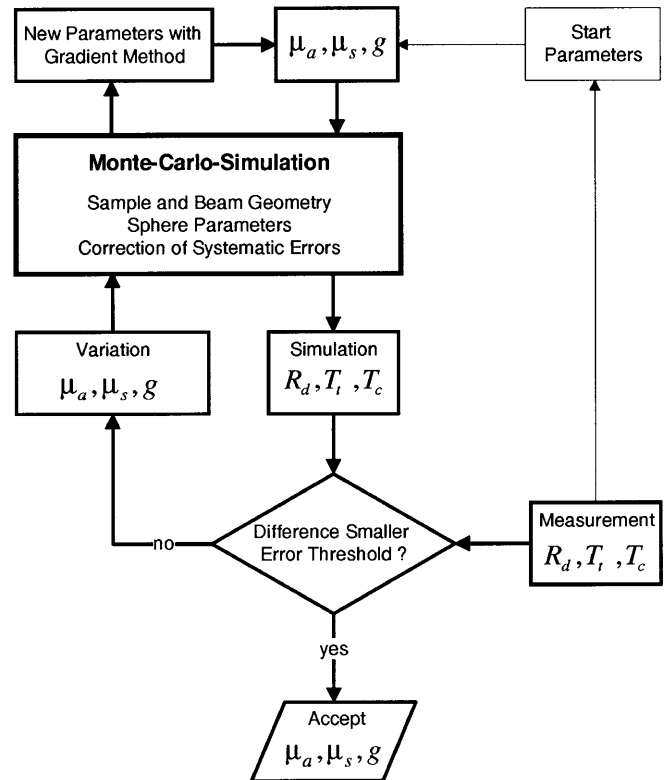 New Parameters with
Gradient Method
μa, μs, g
Start
Parameters
Monte-Carlo-Simulation
Sample and Beam Geometry
Sphere Parameters
Correction of Systematic Errors
Variation
μa, μs, g
Simulation
Rd, Tt, Tc
Difference Smaller
Error Threshold ?
no
Measurement
Rd, Tt, Tc
yes
Accept
μa, μs, g